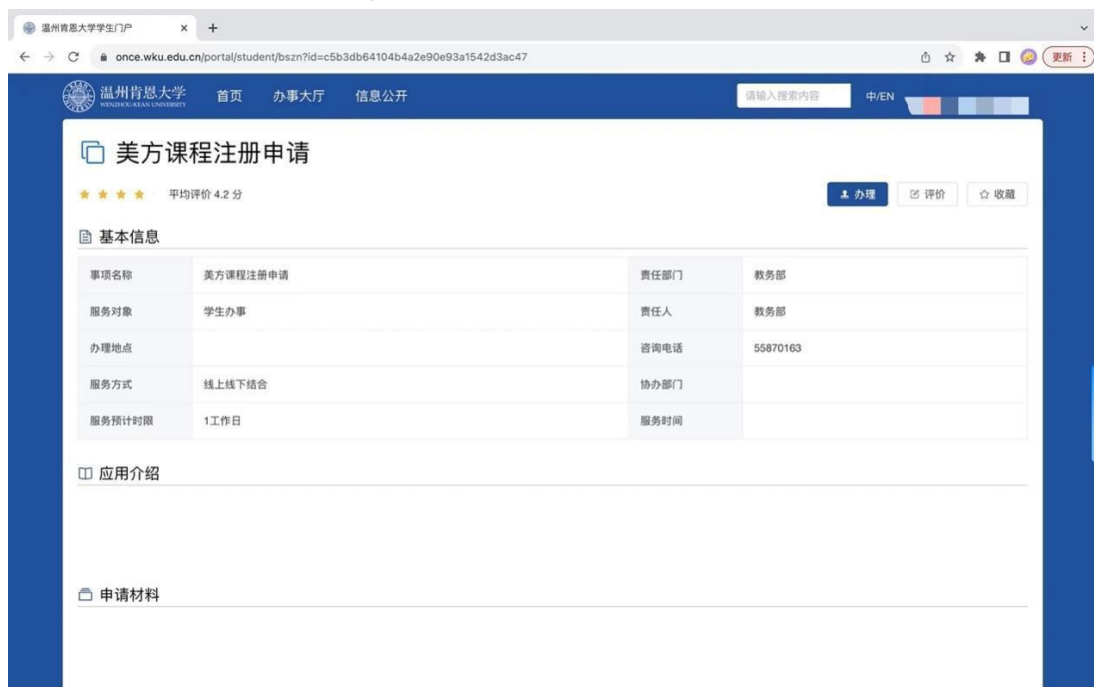 温州肯恩大学学生门户
once.wku.edu.cn/portal/student/bszn?id=c5b3db64104b4a2e90e93a1542d3ac47
更新
温州肯恩大学
WENZHOU-KEAN UNIVERSITY
首页 办事大厅 信息公开
请输入搜索内容
中/EN
美方课程注册申请
平均评价 4.2 分
办理 评价 收藏
基本信息
事项名称 美方课程注册申请 责任部门 教务部
服务对象 学生办事 责任人 教务部
办理地点 咨询电话 55870163
服务方式 线上线下结合 协办部门
服务预计时限 1工作日 服务时间
应用介绍
申请材料